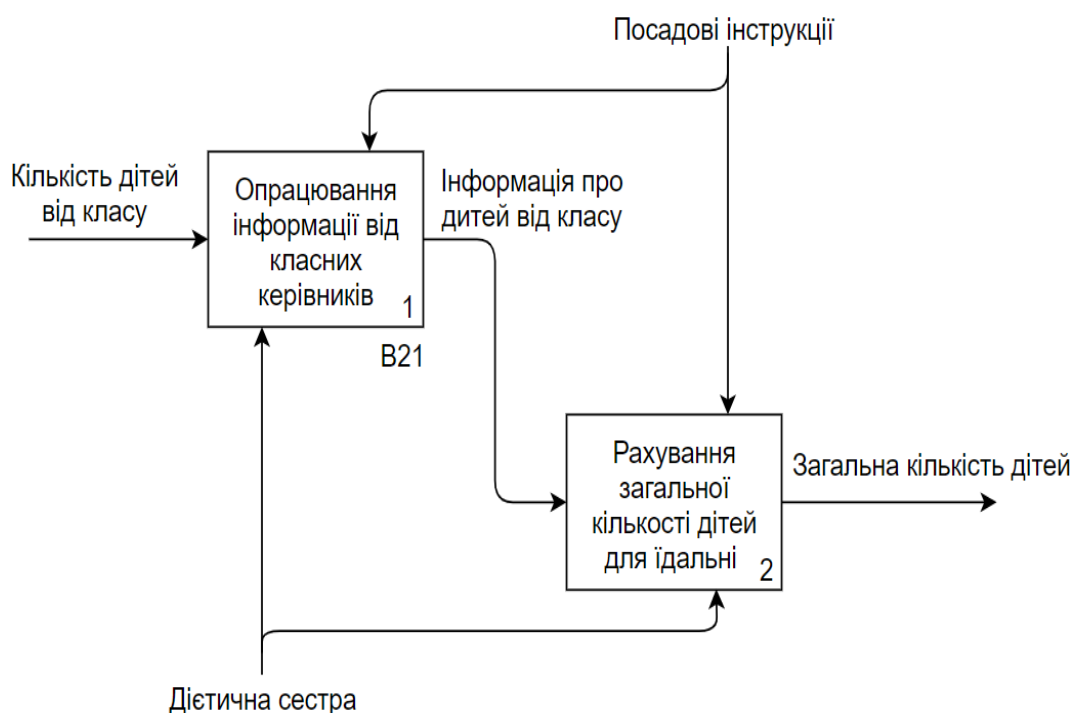 Посадові інструкції
Кількість дітей
від класу
Опрацювання
інформації від
класних
керівників
1
B21
Інформація про
дитей від класу
Рахування
загальної
кількості дітей
для їдальні
2
Загальна кількість дітей
Дієтична сестра